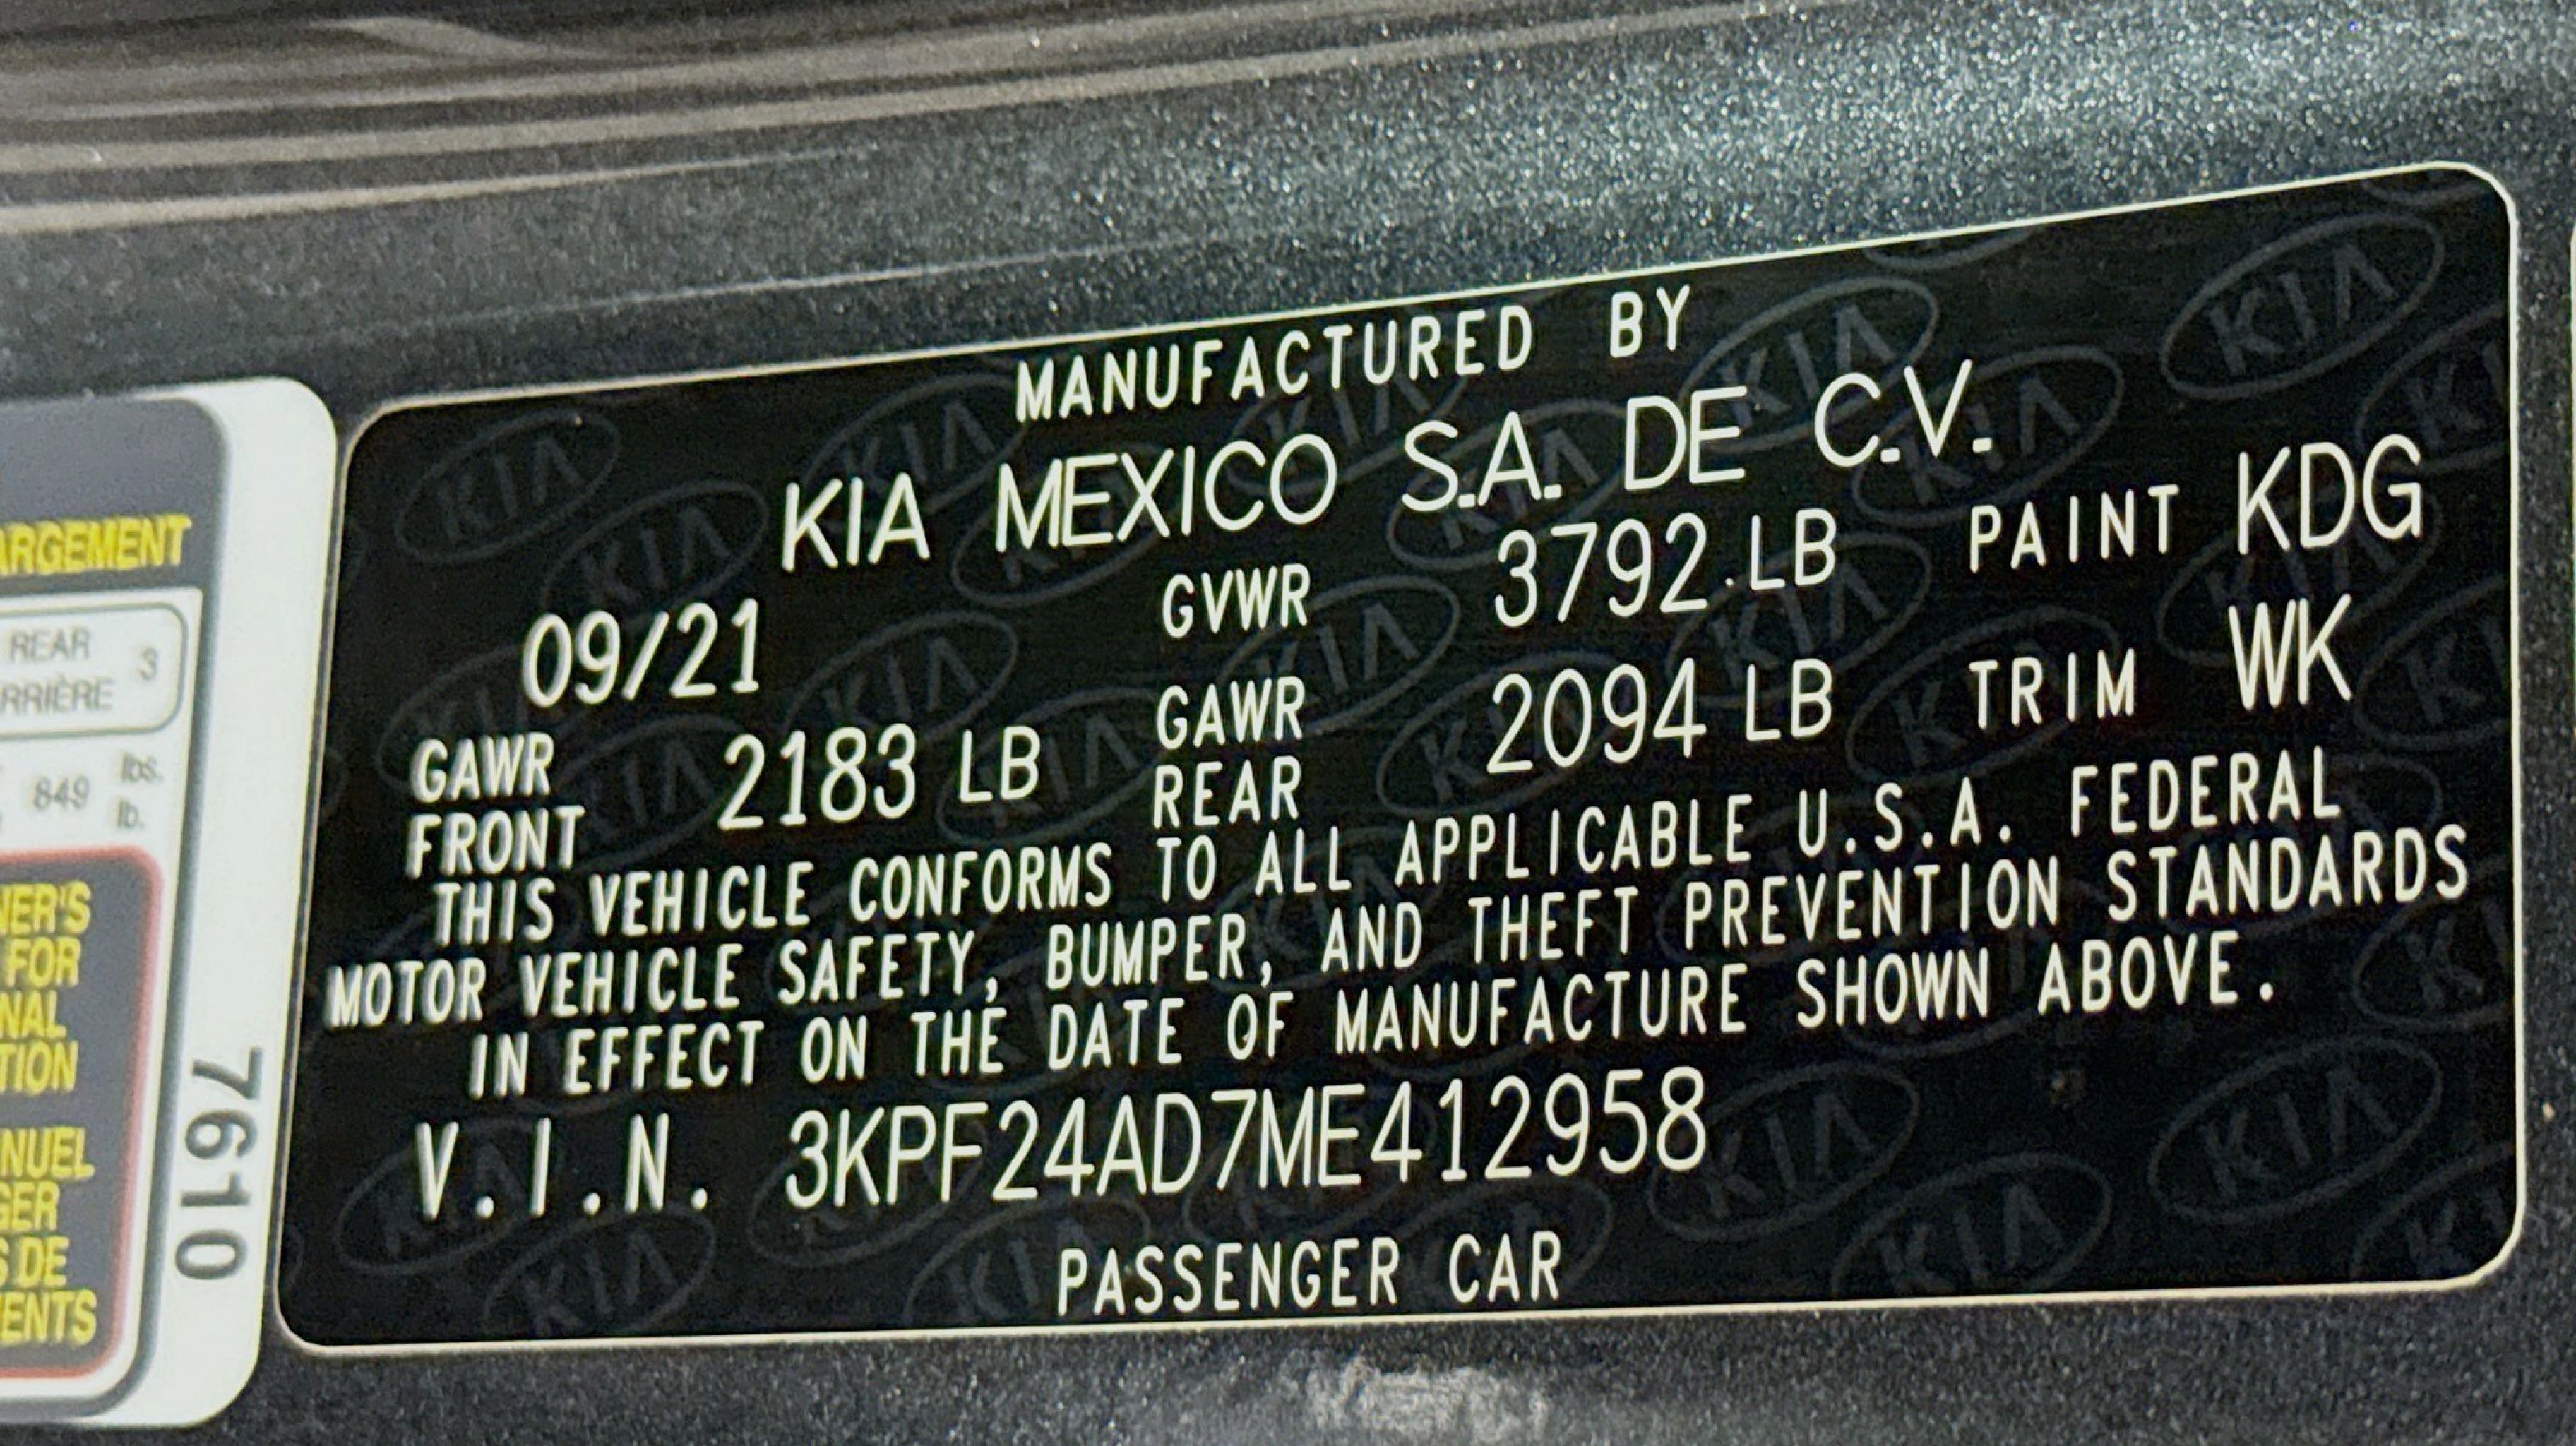 MANUFACTURED BY
KIA MEXICO S.A. DE C.V.
09/21 GVWR 3792 LB PAINT KDG
GAWR FRONT 2183 LB GAWR REAR 2094 LB TRIM WK
THIS VEHICLE CONFORMS TO ALL APPLICABLE U.S.A. FEDERAL
MOTOR VEHICLE SAFETY, BUMPER, AND THEFT PREVENTION STANDARDS
IN EFFECT ON THE DATE OF MANUFACTURE SHOWN ABOVE.
V.I.N. 3KPF24AD7ME412958
PASSENGER CAR
REAR 3
849 lbs.
lb.
FOR
DE
7610